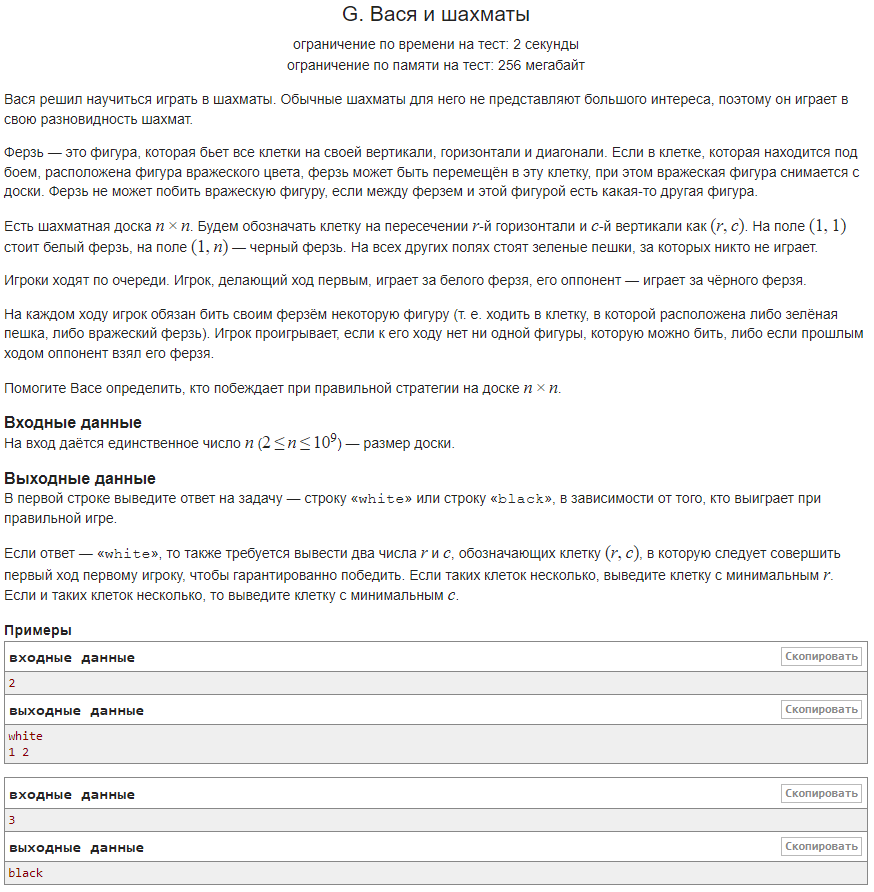 G. Вася и шахматы
ограничение по времени на тест: 2 секунды
ограничение по памяти на тест: 256 мегабайт
Вася решил научиться играть в шахматы. Обычные шахматы для него не представляют большого интереса, поэтому он играет в
свою разновидность шахмат.
Ферзь — это фигура, которая бьет все клетки на своей вертикали, горизонтали и диагонали. Если в клетке, которая находится под
боем, расположена фигура вражеского цвета, ферзь может быть перемещён в эту клетку, при этом вражеская фигура снимается с
доски. Ферзь не может побить вражескую фигуру, если между ферзем и этой фигурой есть какая-то другая фигура.
Есть шахматная доска n × n. Будем обозначать клетку на пересечении r-й горизонтали и c-й вертикали как (r, c). На поле (1, 1)
стоит белый ферзь, на поле (1, n) — черный ферзь. На всех других полях стоят зеленые пешки, за которых никто не играет.
Игроки ходят по очереди. Игрок, делающий ход первым, играет за белого ферзя, его оппонент — играет за чёрного ферзя.
На каждом ходу игрок обязан бить своим ферзём некоторую фигуру (т. е. ходить в клетку, в которой расположена либо зелёная
пешка, либо вражеский ферзь). Игрок проигрывает, если к его ходу нет ни одной фигуры, которую можно бить, либо если прошлым
ходом оппонент взял его ферзя.
Помогите Васе определить, кто побеждает при правильной стратегии на доске n × n.
Входные данные
На вход даётся единственное число n (2 ≤ n ≤ 10⁹) — размер доски.
Выходные данные
В первой строке выведите ответ на задачу — строку «white» или строку «black», в зависимости от того, кто выиграет при
правильной игре.
Если ответ — «white», то также требуется вывести два числа r и c, обозначающих клетку (r, c), в которую следует совершить
первый ход первому игроку, чтобы гарантированно победить. Если таких клеток несколько, выведите клетку с минимальным r.
Если и таких клеток несколько, то выведите клетку с минимальным c.
Примеры
входные данные
Скопировать
2
выходные данные
Скопировать
white
1 2
входные данные
Скопировать
3
выходные данные
Скопировать
black